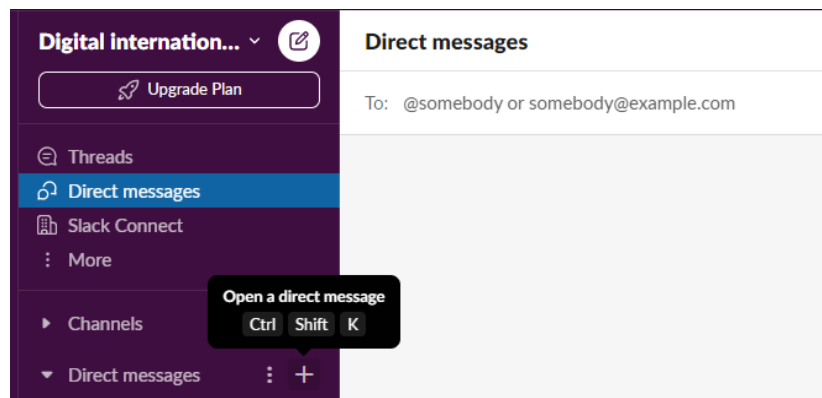 Digital internation...
Upgrade Plan
Threads
Direct messages
Slack Connect
More
Channels
Direct messages
Open a direct message
Ctrl Shift K
Direct messages
To: @somebody or somebody@example.com